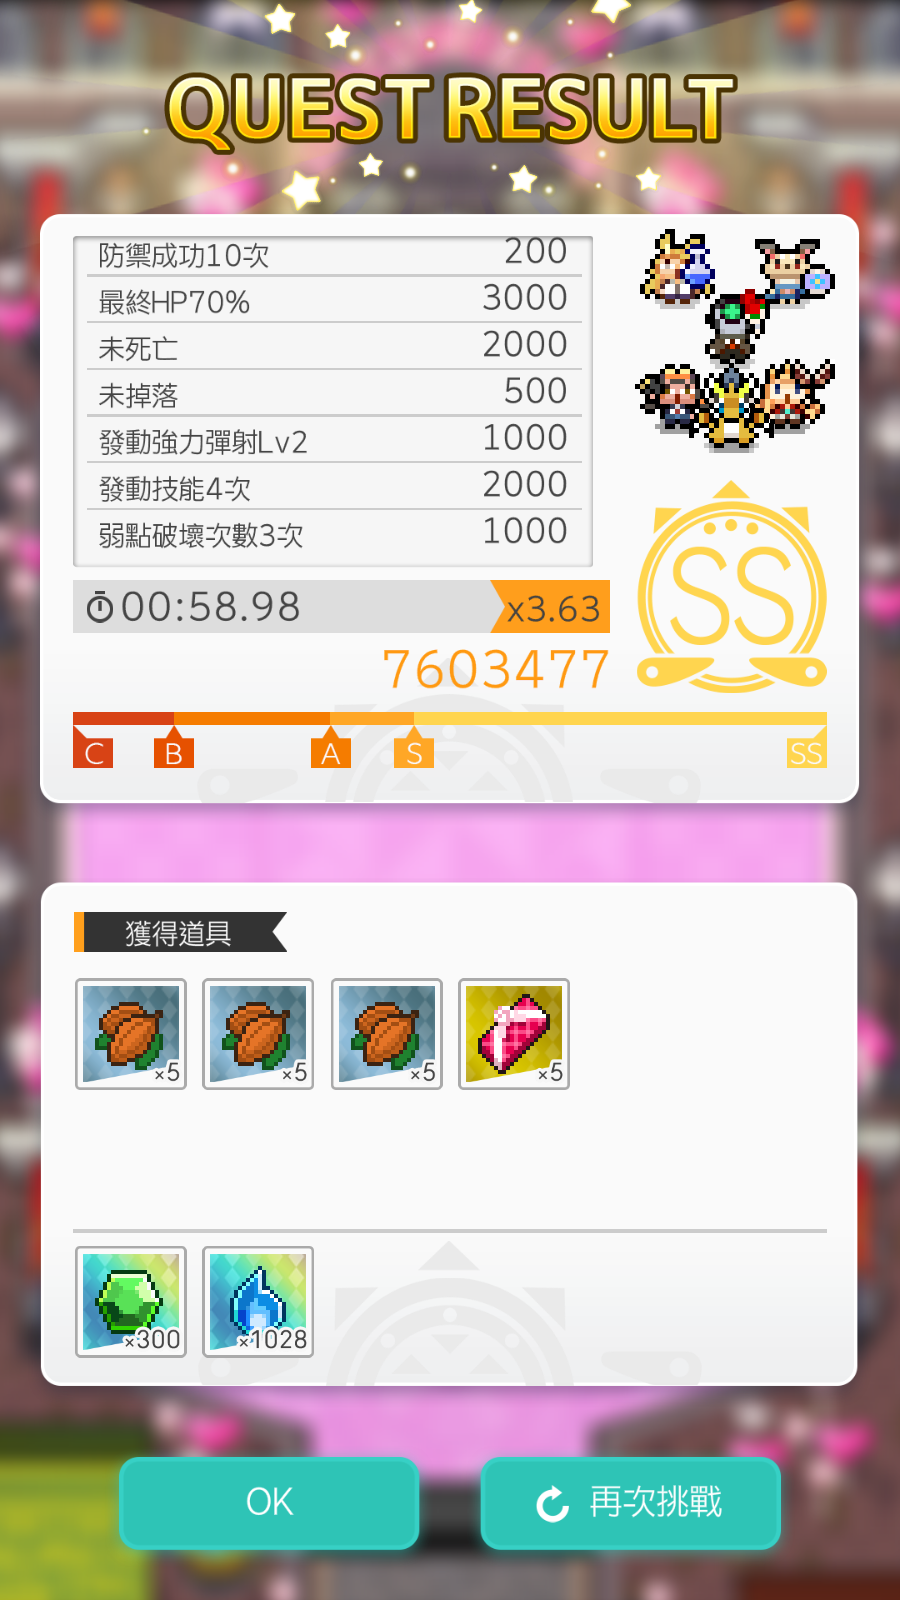 QUEST RESULT
防禦成功10次 200
最終HP70% 3000
未死亡 2000
未掉落 500
發動強力彈射Lv2 1000
發動技能4次 2000
弱點破壞次數3次 1000
00:58.98 x3.63
7603477
SS
C B A S SS
獲得道具
×5 ×5 ×5 ×5
×300 ×1028
OK 再次挑戰